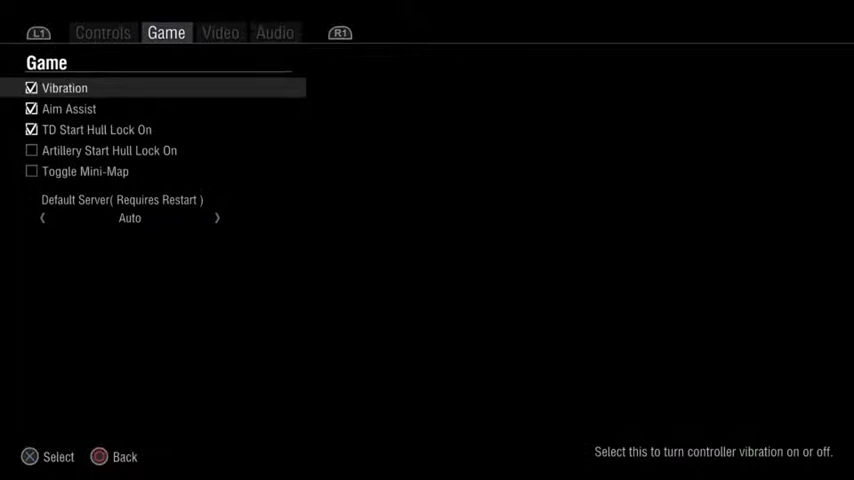 L1 Controls Game Video Audio R1
Game
Vibration
Aim Assist
TD Start Hull Lock On
Artillery Start Hull Lock On
Toggle Mini-Map
Default Server( Requires Restart )
Auto
Select Back
Select this to turn controller vibration on or off.